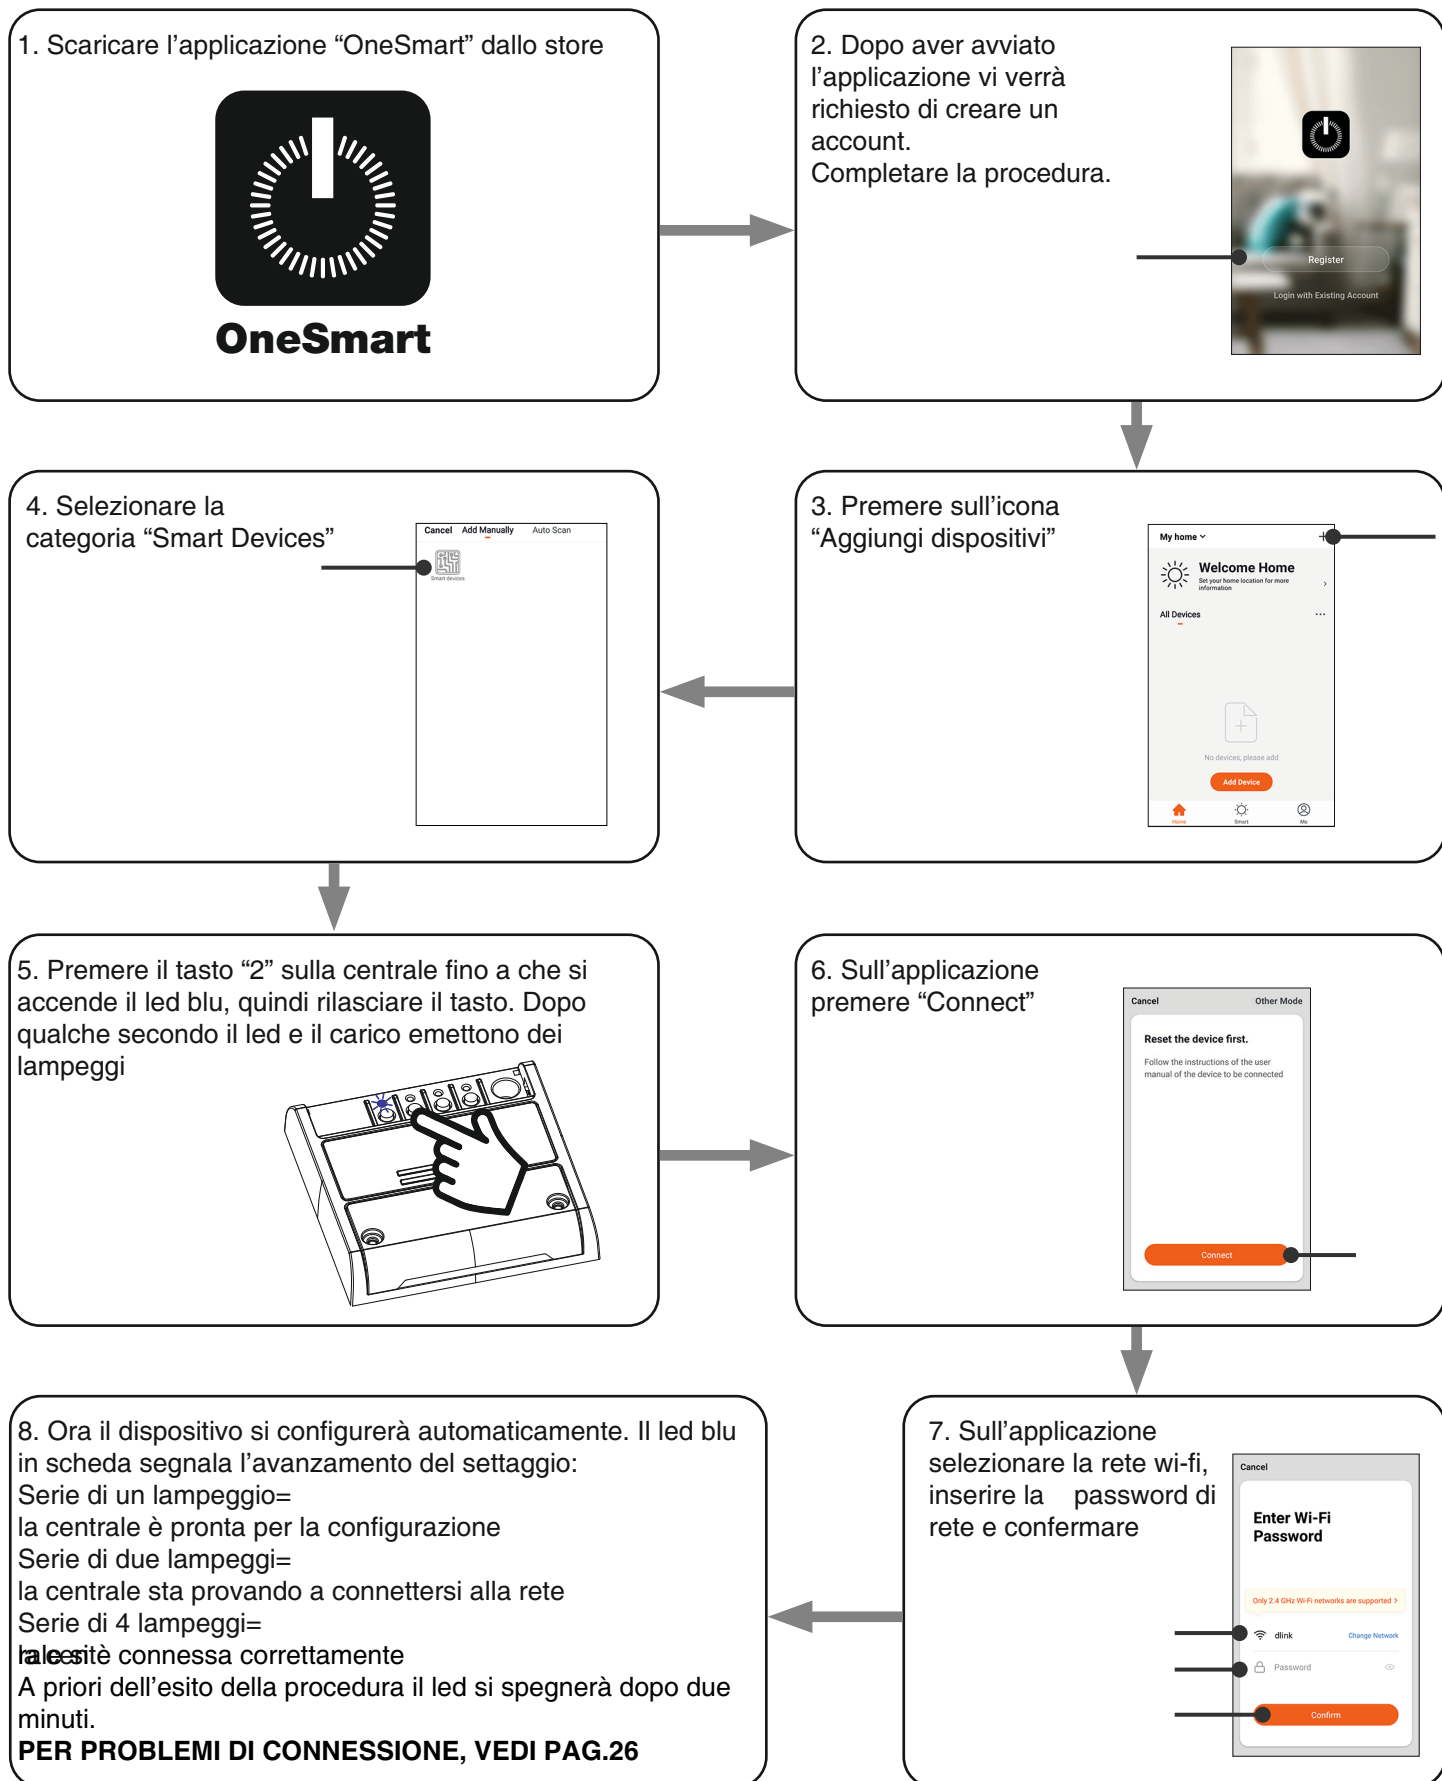 1. Scaricare l’applicazione “OneSmart” dallo store
OneSmart
2. Dopo aver avviato
l’applicazione vi verrà
richiesto di creare un
account.
Completare la procedura.
Register
Login with Existing Account
3. Premere sull’icona
“Aggiungi dispositivi”
My home
Welcome Home
Set your home location for more
information
All Devices
No devices, please add
Add Device
Home Smart Me
4. Selezionare la
categoria “Smart Devices”
Cancel Add Manually Auto Scan
Smart devices
5. Premere il tasto “2” sulla centrale fino a che si
accende il led blu, quindi rilasciare il tasto. Dopo
qualche secondo il led e il carico emettono dei
lampeggi
6. Sull’applicazione
premere “Connect”
Cancel Other Mode
Reset the device first.
Follow the instructions of the user
manual of the device to be connected
Connect
7. Sull’applicazione
selezionare la rete wi-fi,
inserire la password di
rete e confermare
Cancel
Enter Wi-Fi
Password
Only 2.4 GHz Wi-Fi networks are supported >
dlink Change Network
Password
Confirm
8. Ora il dispositivo si configurerà automaticamente. Il led blu
in scheda segnala l’avanzamento del settaggio:
Serie di un lampeggio=
la centrale è pronta per la configurazione
Serie di due lampeggi=
la centrale sta provando a connettersi alla rete
Serie di 4 lampeggi=
è connessa correttamente
A priori dell’esito della procedura il led si spegnerà dopo due
minuti.
PER PROBLEMI DI CONNESSIONE, VEDI PAG.26